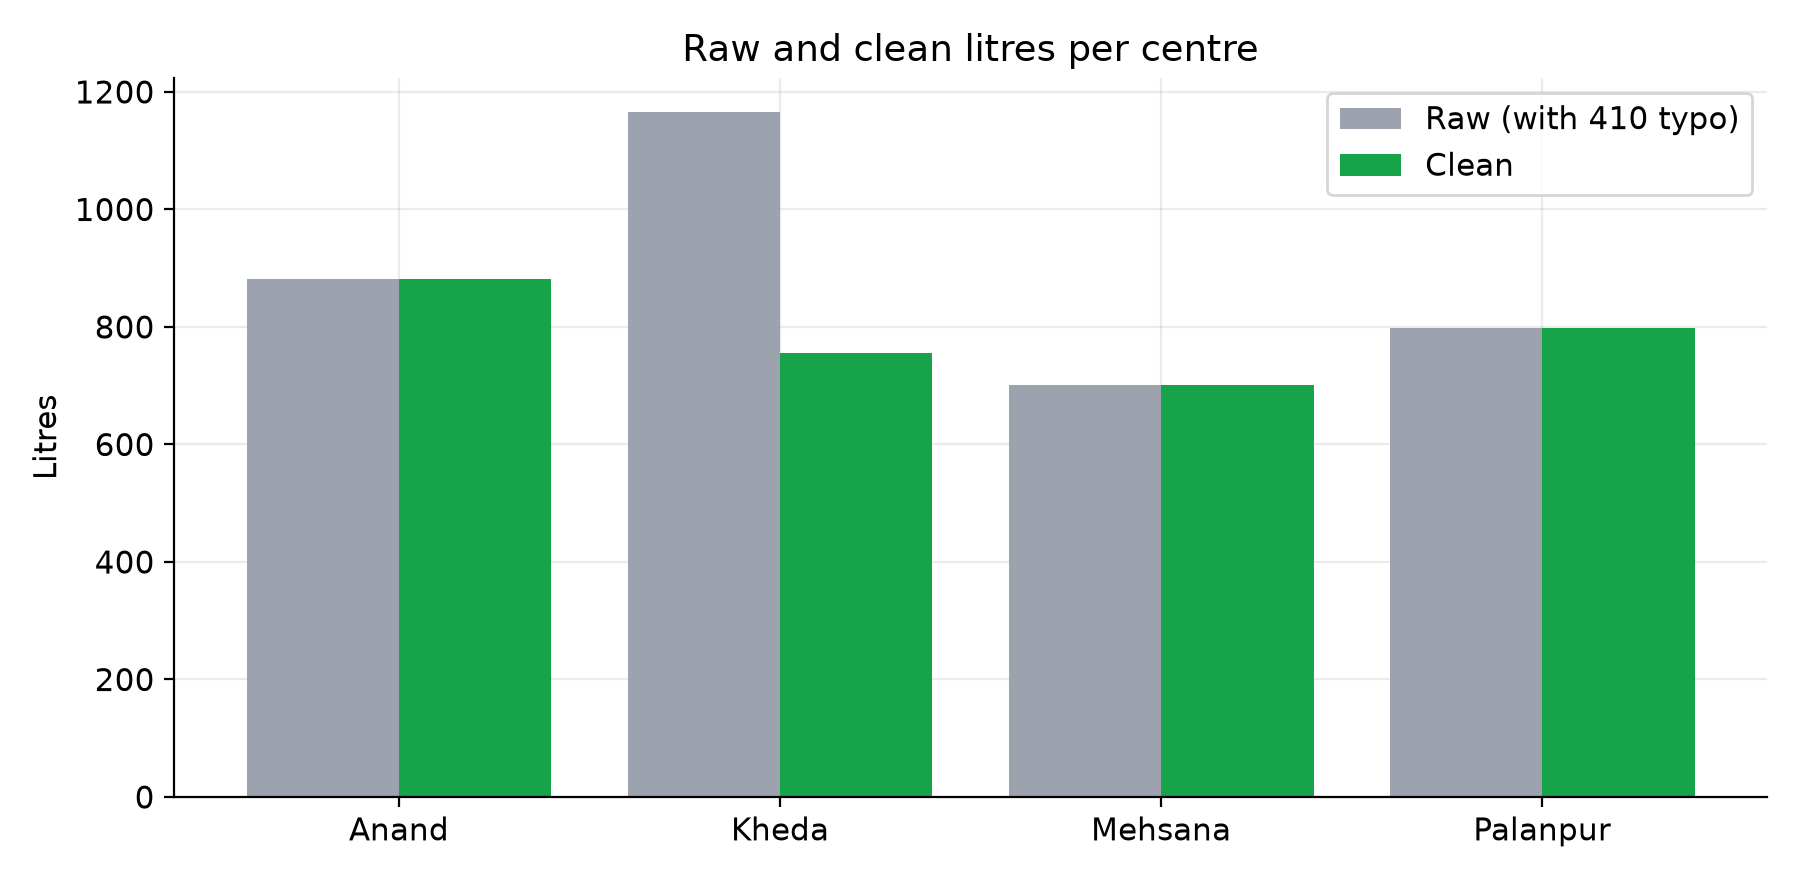 Raw and clean litres per centre
1200
1000
800
600
400
200
0
Litres
Raw (with 410 typo)
Clean
Anand
Kheda
Mehsana
Palanpur